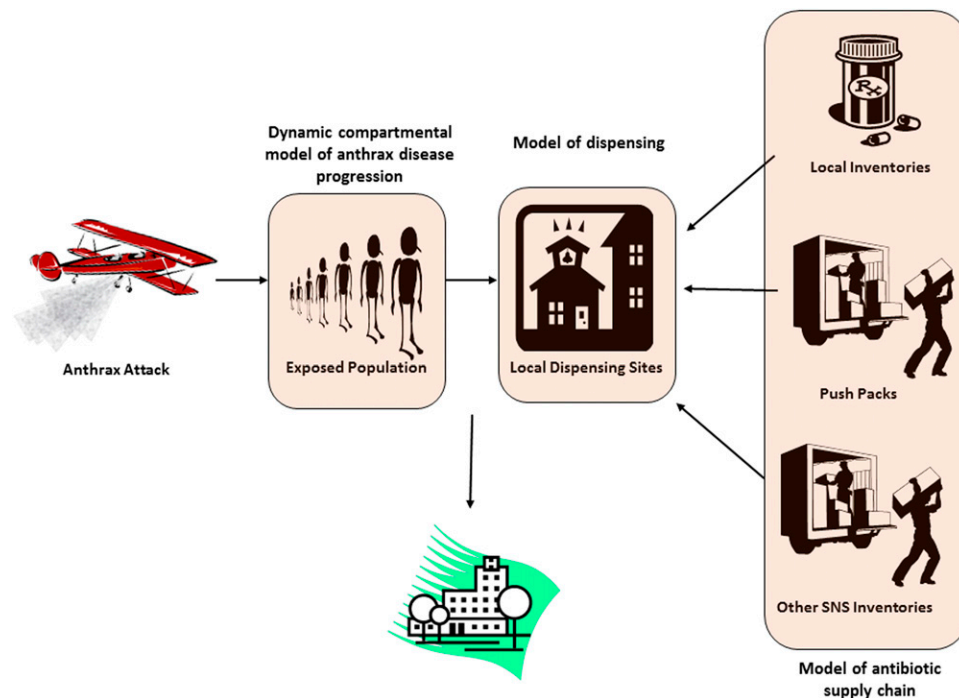 Dynamic compartmental
model of anthrax disease
progression
Model of dispensing
Rx
Local Inventories
Anthrax Attack
Exposed Population
Local Dispensing Sites
Push Packs
Other SNS Inventories
H
Model of antibiotic
supply chain